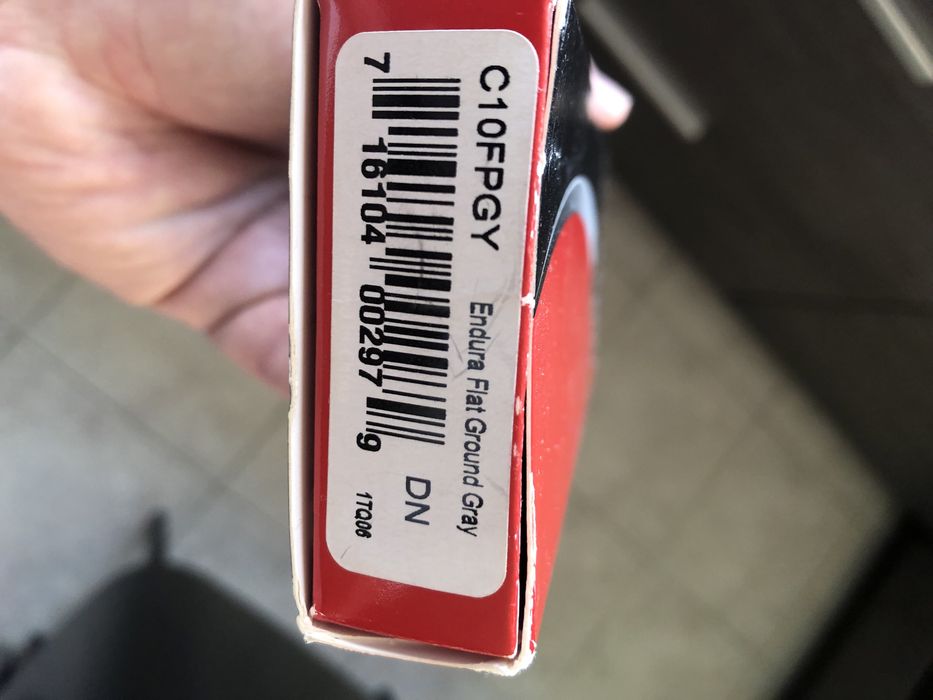 C10FPGY
Endura Flat Ground Gray
7 16104 00297 9
DN
1TQ06